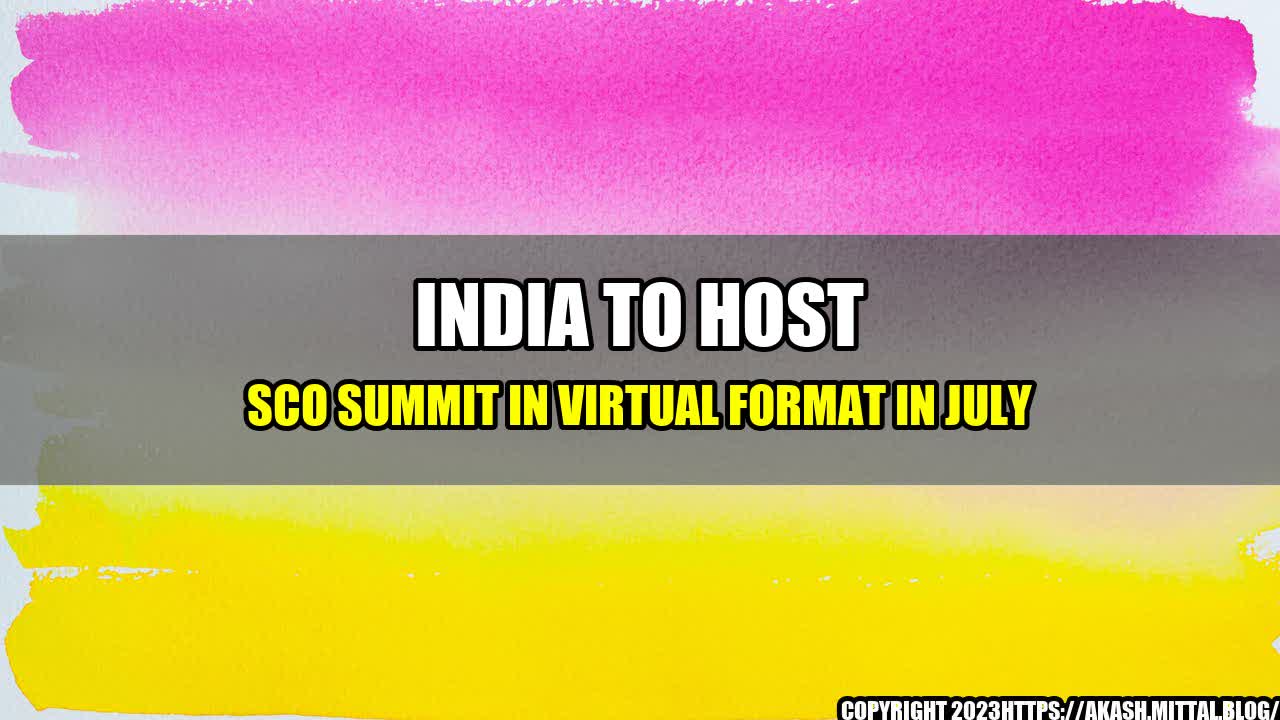 INDIA TO HOST
SCO SUMMIT IN VIRTUAL FORMAT IN JULY
COPYRIGHT 2023HTTPS://AKASH.MITTAL.BLOG/